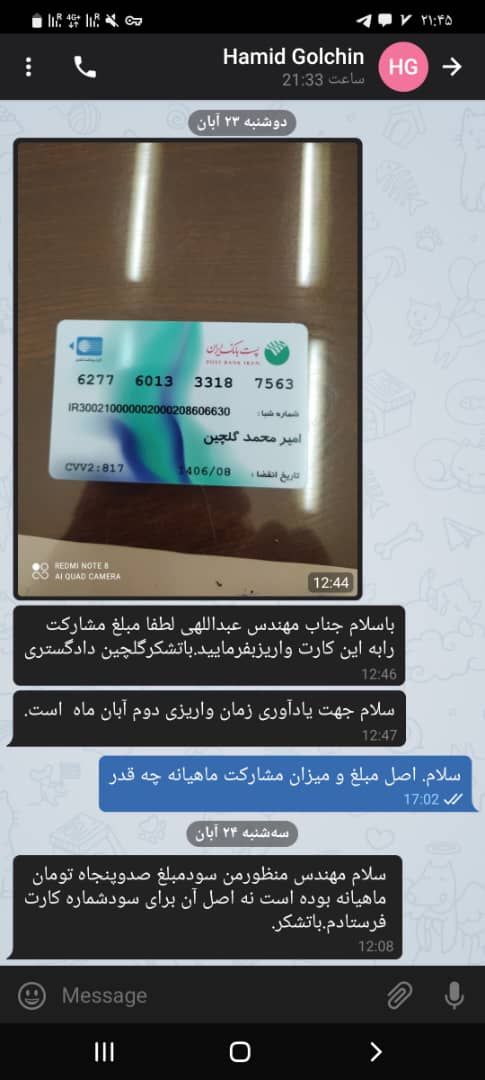 ۲۱:۴۵
Hamid Golchin
ساعت 21:33
HG
دوشنبه ۲۳ آبان
پست بانک ایران
POST BANK IRAN
6277 6013 3318 7563
شماره شبا: IR300210000002000208606630
امیر محمد گلچین
تاریخ انقضا: 1406/08 CVV2:817
REDMI NOTE 8
AI QUAD CAMERA
12:44
باسلام جناب مهندس عبداللهی لطفا مبلغ مشارکت
رابه این کارت واریزبفرمایید.باتشکرگلچین دادگستری
12:46
سلام جهت یادآوری زمان واریزی دوم آبان ماه است.
12:47
سلام. اصل مبلغ و میزان مشارکت ماهیانه چه قدر
17:02
سه‌شنبه ۲۴ آبان
سلام مهندس منظورمن سودمبلغ صدوپنجاه تومان
ماهیانه بوده است نه اصل آن برای سودشماره کارت
فرستادم.باتشکر.
12:08
Message